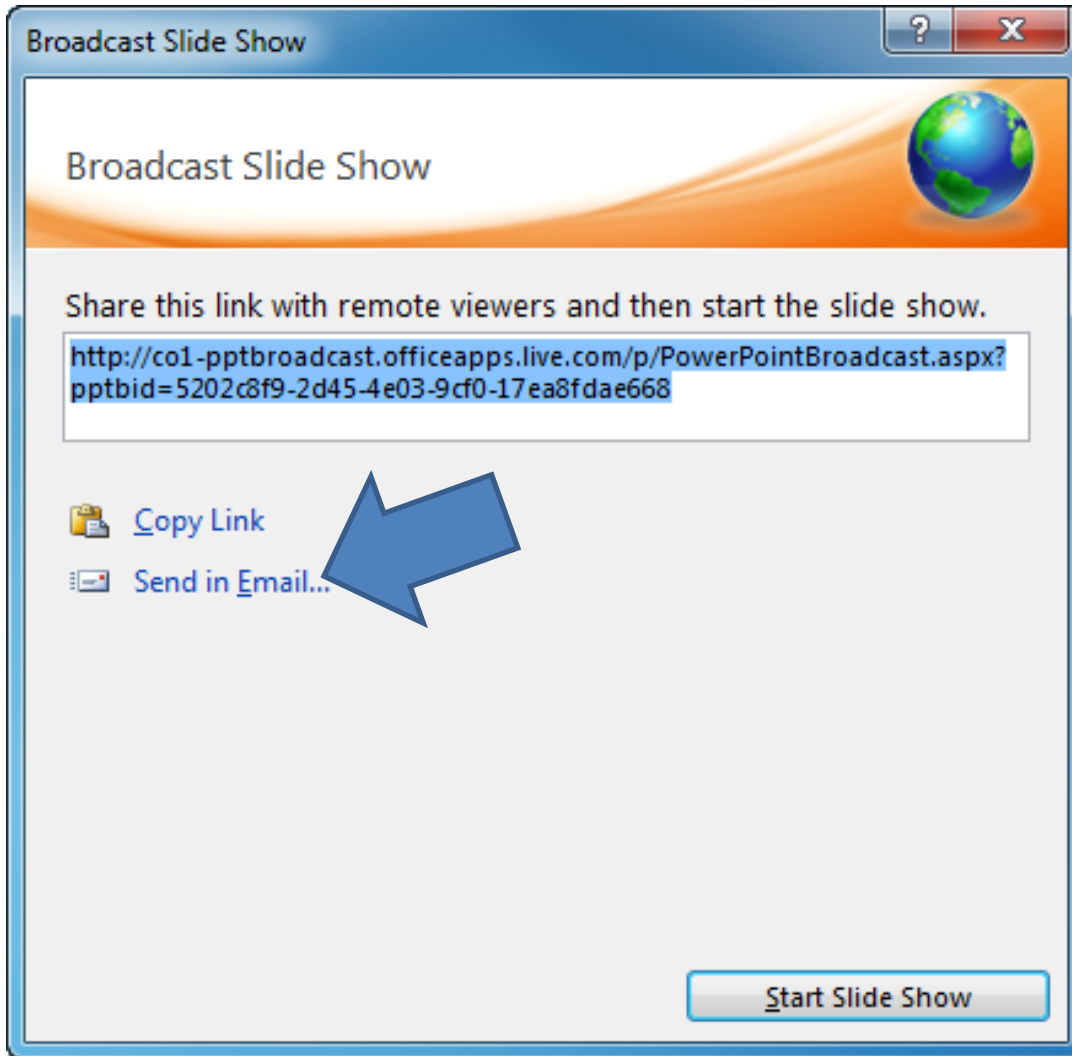 Broadcast Slide Show
Broadcast Slide Show
Share this link with remote viewers and then start the slide show.
http://co1-pptbroadcast.officeapps.live.com/p/PowerPointBroadcast.aspx?
pptbid=5202c8f9-2d45-4e03-9cf0-17ea8fdae668
Copy Link
Send in Email...
Start Slide Show